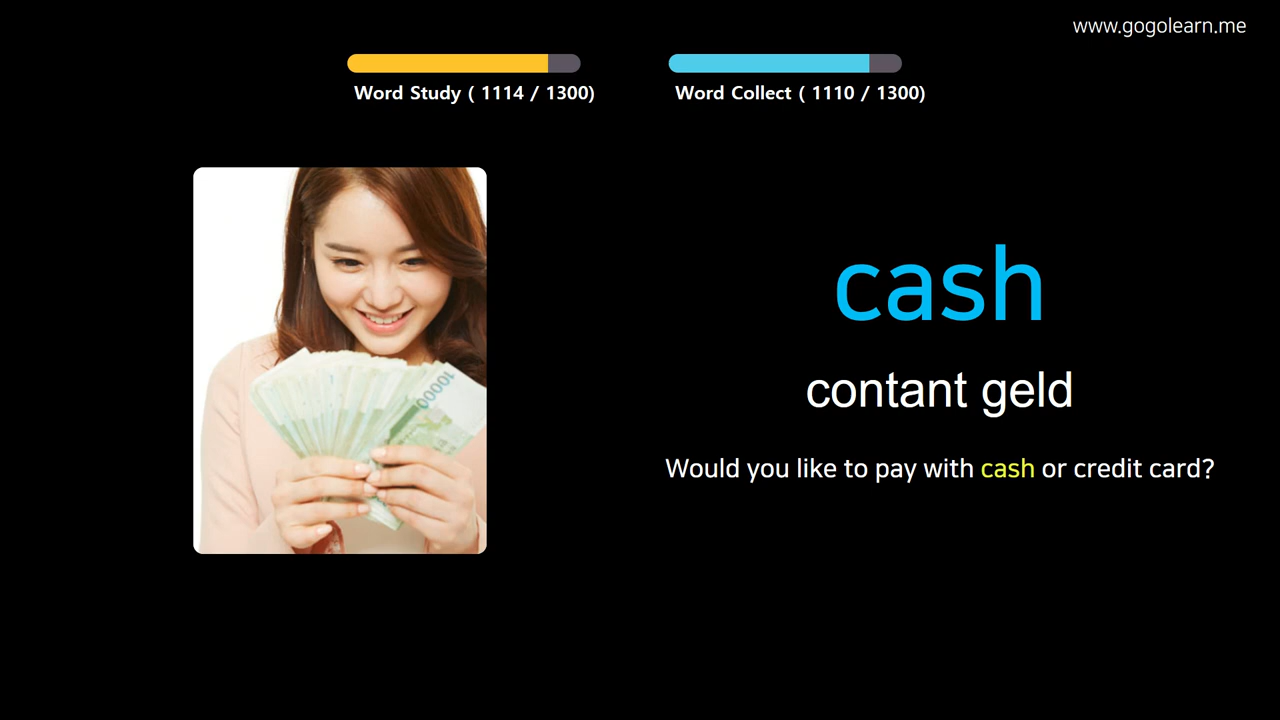 www.gogolearn.me
Word Study ( 1114 / 1300)
Word Collect ( 1110 / 1300)
10000
cash
contant geld
Would you like to pay with cash or credit card?